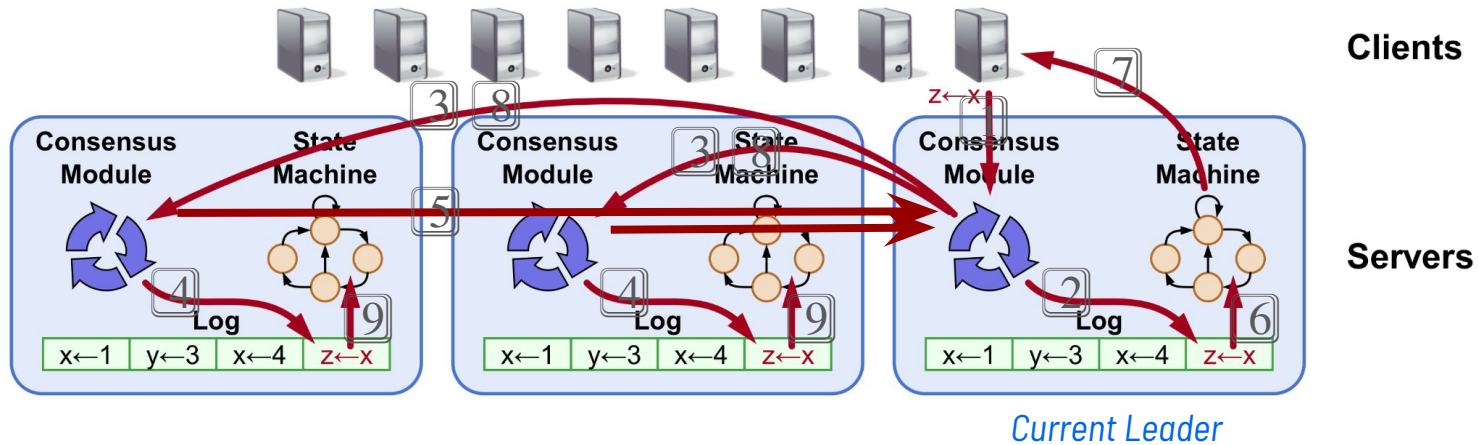 Clients
3 8
7
z←x
1
3 8
Consensus Module
State Machine
Consensus Module
State Machine
Consensus Module
State Machine
5
Servers
4
9
4
9
2
6
Log
Log
Log
x←1 y←3 x←4 z←x
x←1 y←3 x←4 z←x
x←1 y←3 x←4 z←x
Current Leader